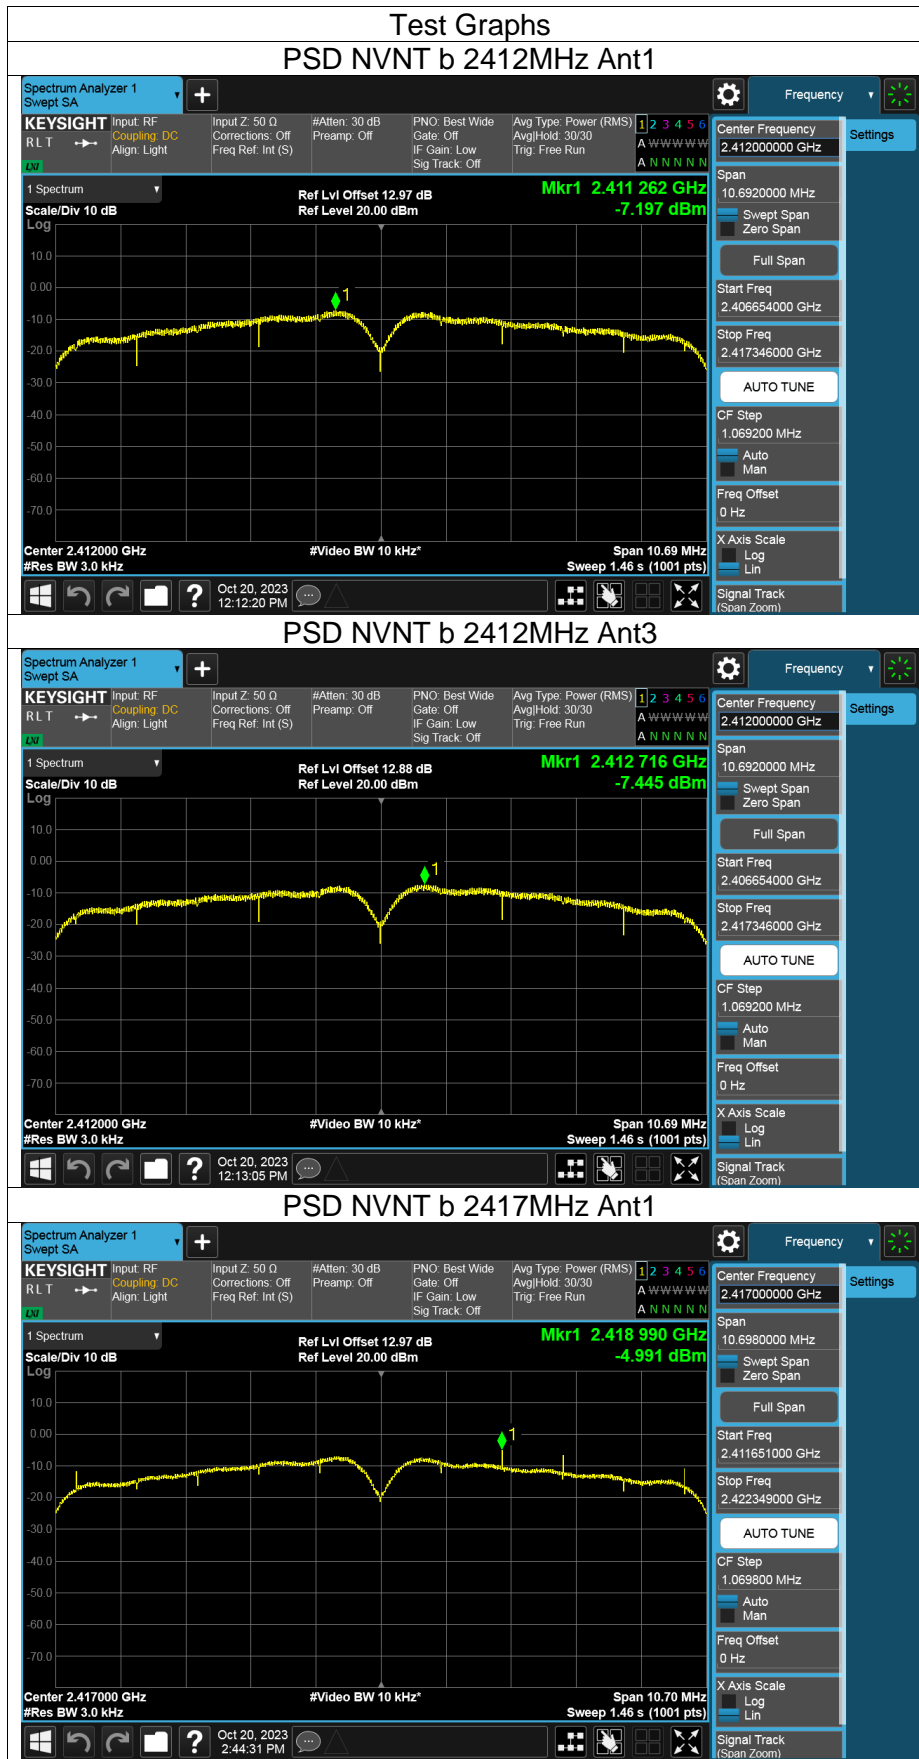 Test Graphs
PSD NVNT b 2412MHz Ant1
Spectrum Analyzer 1
Swept SA
Frequency
KEYSIGHT
RLT
LXI
Input: RF
Coupling: DC
Align: Light
Input Z: 50 Ω
Corrections: Off
Freq Ref: Int (S)
#Atten: 30 dB
Preamp: Off
PNO: Best Wide
Gate: Off
IF Gain: Low
Sig Track: Off
Avg Type: Power (RMS)
Avg|Hold: 30/30
Trig: Free Run
1 2 3 4 5 6
A W W W W W
A N N N N N
1 Spectrum
Scale/Div 10 dB
Log
Ref Lvl Offset 12.97 dB
Ref Level 20.00 dBm
Mkr1 2.411 262 GHz
-7.197 dBm
1
10.0
0.00
-10.0
-20.0
-30.0
-40.0
-50.0
-60.0
-70.0
Center 2.412000 GHz
#Res BW 3.0 kHz
#Video BW 10 kHz*
Span 10.69 MHz
Sweep 1.46 s (1001 pts)
Oct 20, 2023
12:12:20 PM
Center Frequency
2.412000000 GHz
Settings
Span
10.6920000 MHz
Swept Span
Zero Span
Full Span
Start Freq
2.406654000 GHz
Stop Freq
2.417346000 GHz
AUTO TUNE
CF Step
1.069200 MHz
Auto
Man
Freq Offset
0 Hz
X Axis Scale
Log
Lin
Signal Track
(Span Zoom)
PSD NVNT b 2412MHz Ant3
Spectrum Analyzer 1
Swept SA
Frequency
KEYSIGHT
RLT
LXI
Input: RF
Coupling: DC
Align: Light
Input Z: 50 Ω
Corrections: Off
Freq Ref: Int (S)
#Atten: 30 dB
Preamp: Off
PNO: Best Wide
Gate: Off
IF Gain: Low
Sig Track: Off
Avg Type: Power (RMS)
Avg|Hold: 30/30
Trig: Free Run
1 2 3 4 5 6
A W W W W W
A N N N N N
1 Spectrum
Scale/Div 10 dB
Log
Ref Lvl Offset 12.88 dB
Ref Level 20.00 dBm
Mkr1 2.412 716 GHz
-7.445 dBm
1
10.0
0.00
-10.0
-20.0
-30.0
-40.0
-50.0
-60.0
-70.0
Center 2.412000 GHz
#Res BW 3.0 kHz
#Video BW 10 kHz*
Span 10.69 MHz
Sweep 1.46 s (1001 pts)
Oct 20, 2023
12:13:05 PM
Center Frequency
2.412000000 GHz
Settings
Span
10.6920000 MHz
Swept Span
Zero Span
Full Span
Start Freq
2.406654000 GHz
Stop Freq
2.417346000 GHz
AUTO TUNE
CF Step
1.069200 MHz
Auto
Man
Freq Offset
0 Hz
X Axis Scale
Log
Lin
Signal Track
(Span Zoom)
PSD NVNT b 2417MHz Ant1
Spectrum Analyzer 1
Swept SA
Frequency
KEYSIGHT
RLT
LXI
Input: RF
Coupling: DC
Align: Light
Input Z: 50 Ω
Corrections: Off
Freq Ref: Int (S)
#Atten: 30 dB
Preamp: Off
PNO: Best Wide
Gate: Off
IF Gain: Low
Sig Track: Off
Avg Type: Power (RMS)
Avg|Hold: 30/30
Trig: Free Run
1 2 3 4 5 6
A W W W W W
A N N N N N
1 Spectrum
Scale/Div 10 dB
Log
Ref Lvl Offset 12.97 dB
Ref Level 20.00 dBm
Mkr1 2.418 990 GHz
-4.991 dBm
1
10.0
0.00
-10.0
-20.0
-30.0
-40.0
-50.0
-60.0
-70.0
Center 2.417000 GHz
#Res BW 3.0 kHz
#Video BW 10 kHz*
Span 10.70 MHz
Sweep 1.46 s (1001 pts)
Oct 20, 2023
2:44:31 PM
Center Frequency
2.417000000 GHz
Settings
Span
10.6980000 MHz
Swept Span
Zero Span
Full Span
Start Freq
2.411651000 GHz
Stop Freq
2.422349000 GHz
AUTO TUNE
CF Step
1.069800 MHz
Auto
Man
Freq Offset
0 Hz
X Axis Scale
Log
Lin
Signal Track
(Span Zoom)